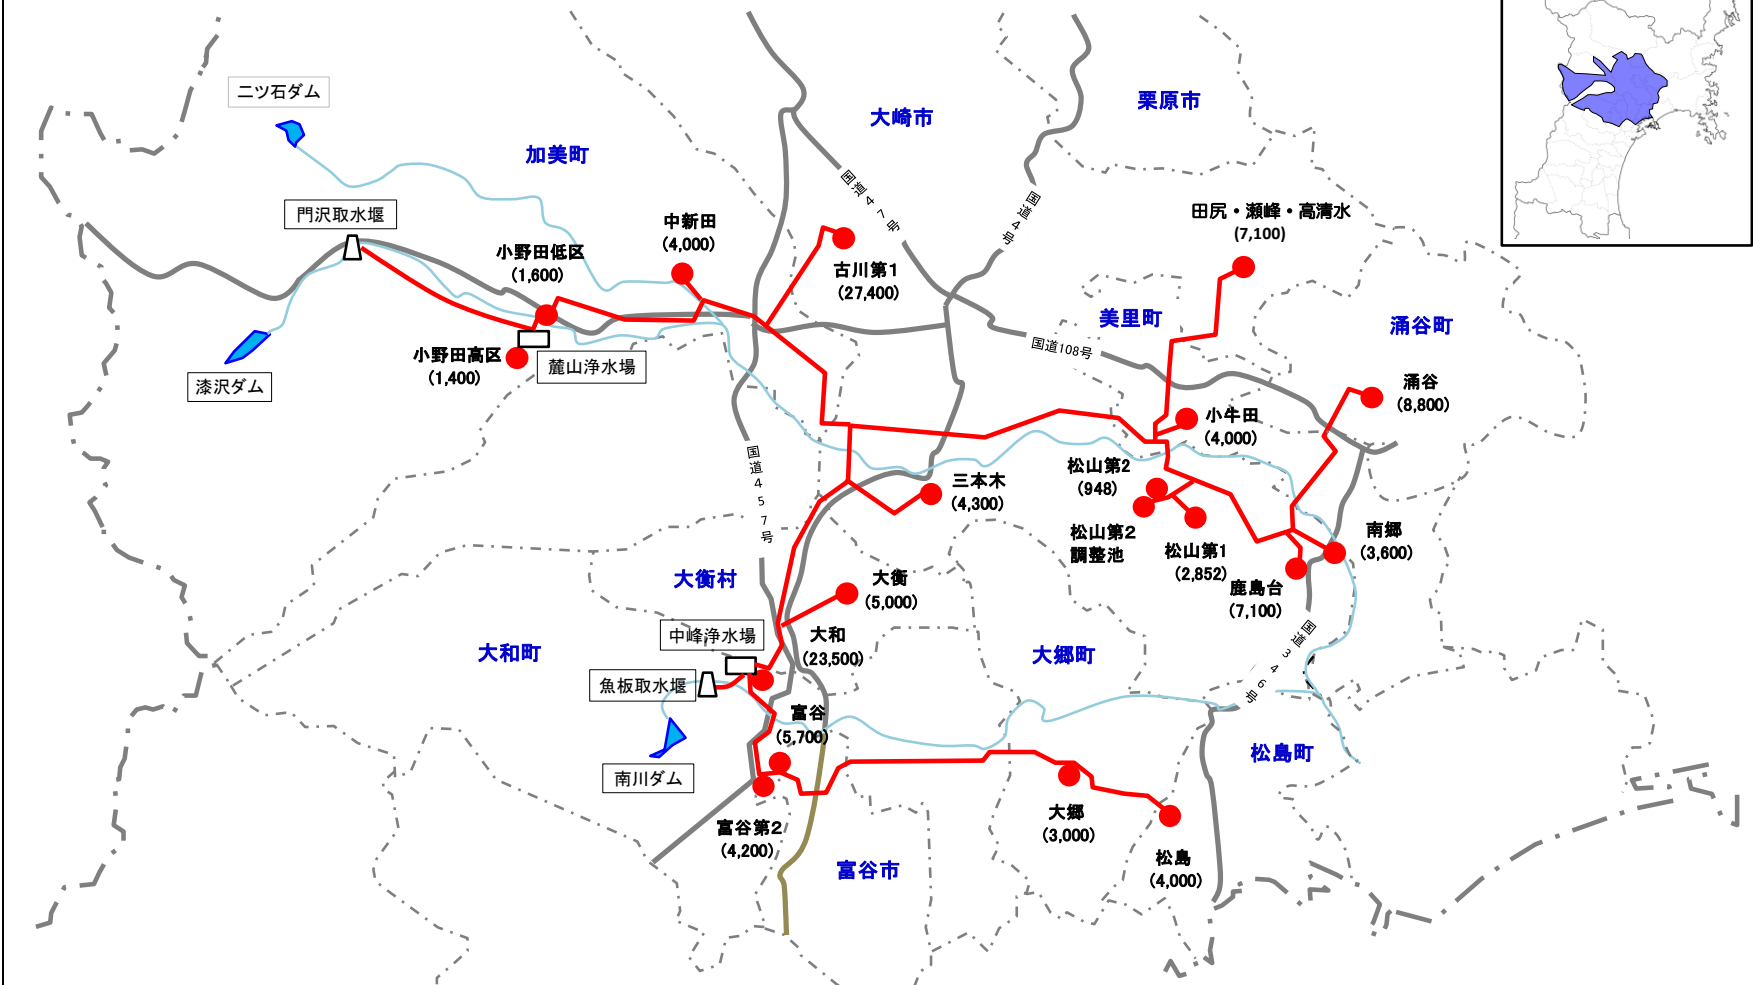 二ツ石ダム
大崎市
栗原市
加美町
国道47号
国道4号
門沢取水堰
中新田
(4,000)
田尻・瀬峰・高清水
(7,100)
小野田低区
(1,600)
古川第1
(27,400)
美里町
涌谷町
国道108号
小野田高区
(1,400)
麓山浄水場
漆沢ダム
涌谷
(8,800)
小牛田
(4,000)
国道457号
三本木
(4,300)
松山第2
(948)
松山第2
調整池
松山第1
(2,852)
南郷
(3,600)
鹿島台
(7,100)
大衡村
大衡
(5,000)
中峰浄水場
大和
(23,500)
大和町
大郷町
国道346号
魚板取水堰
富谷
(5,700)
南川ダム
松島町
富谷第2
(4,200)
大郷
(3,000)
富谷市
松島
(4,000)